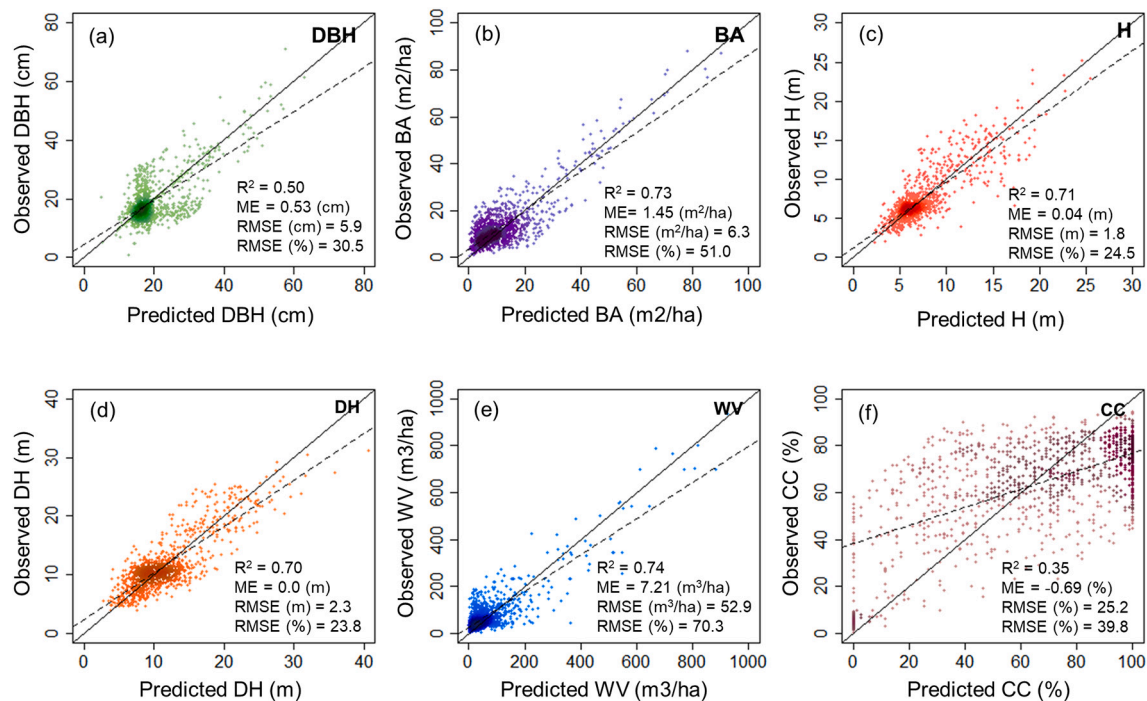 (a)
DBH
Observed DBH (cm)
80
60
40
20
0
R² = 0.50
ME = 0.53 (cm)
RMSE (cm) = 5.9
RMSE (%) = 30.5
0 20 40 60 80
Predicted DBH (cm)
(b)
BA
Observed BA (m2/ha)
100
80
60
40
20
0
R² = 0.73
ME= 1.45 (m²/ha)
RMSE (m²/ha) = 6.3
RMSE (%) = 51.0
0 20 40 60 80 100
Predicted BA (m2/ha)
(c)
H
Observed H (m)
30
25
20
15
10
5
0
R² = 0.71
ME = 0.04 (m)
RMSE (m) = 1.8
RMSE (%) = 24.5
0 5 10 15 20 25 30
Predicted H (m)
(d)
DH
Observed DH (m)
40
30
20
10
0
R² = 0.70
ME = 0.0 (m)
RMSE (m) = 2.3
RMSE (%) = 23.8
0 10 20 30 40
Predicted DH (m)
(e)
WV
Observed WV (m3/ha)
1000
800
600
400
200
0
R² = 0.74
ME = 7.21 (m³/ha)
RMSE (m³/ha) = 52.9
RMSE (%) = 70.3
0 200 400 600 800 1000
Predicted WV (m3/ha)
(f)
CC
Observed CC (%)
100
80
60
40
20
0
R² = 0.35
ME = -0.69 (%)
RMSE (%) = 25.2
RMSE (%) = 39.8
0 20 40 60 80 100
Predicted CC (%)